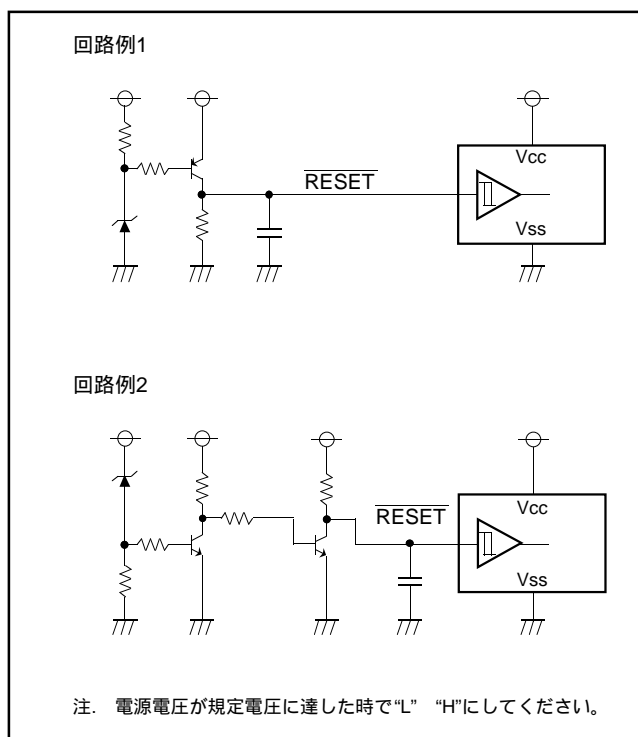 回路例1
RESET
Vcc
Vss
回路例2
RESET
Vcc
Vss
注. 電源電圧が規定電圧に達した時で“L” “H”にしてください。